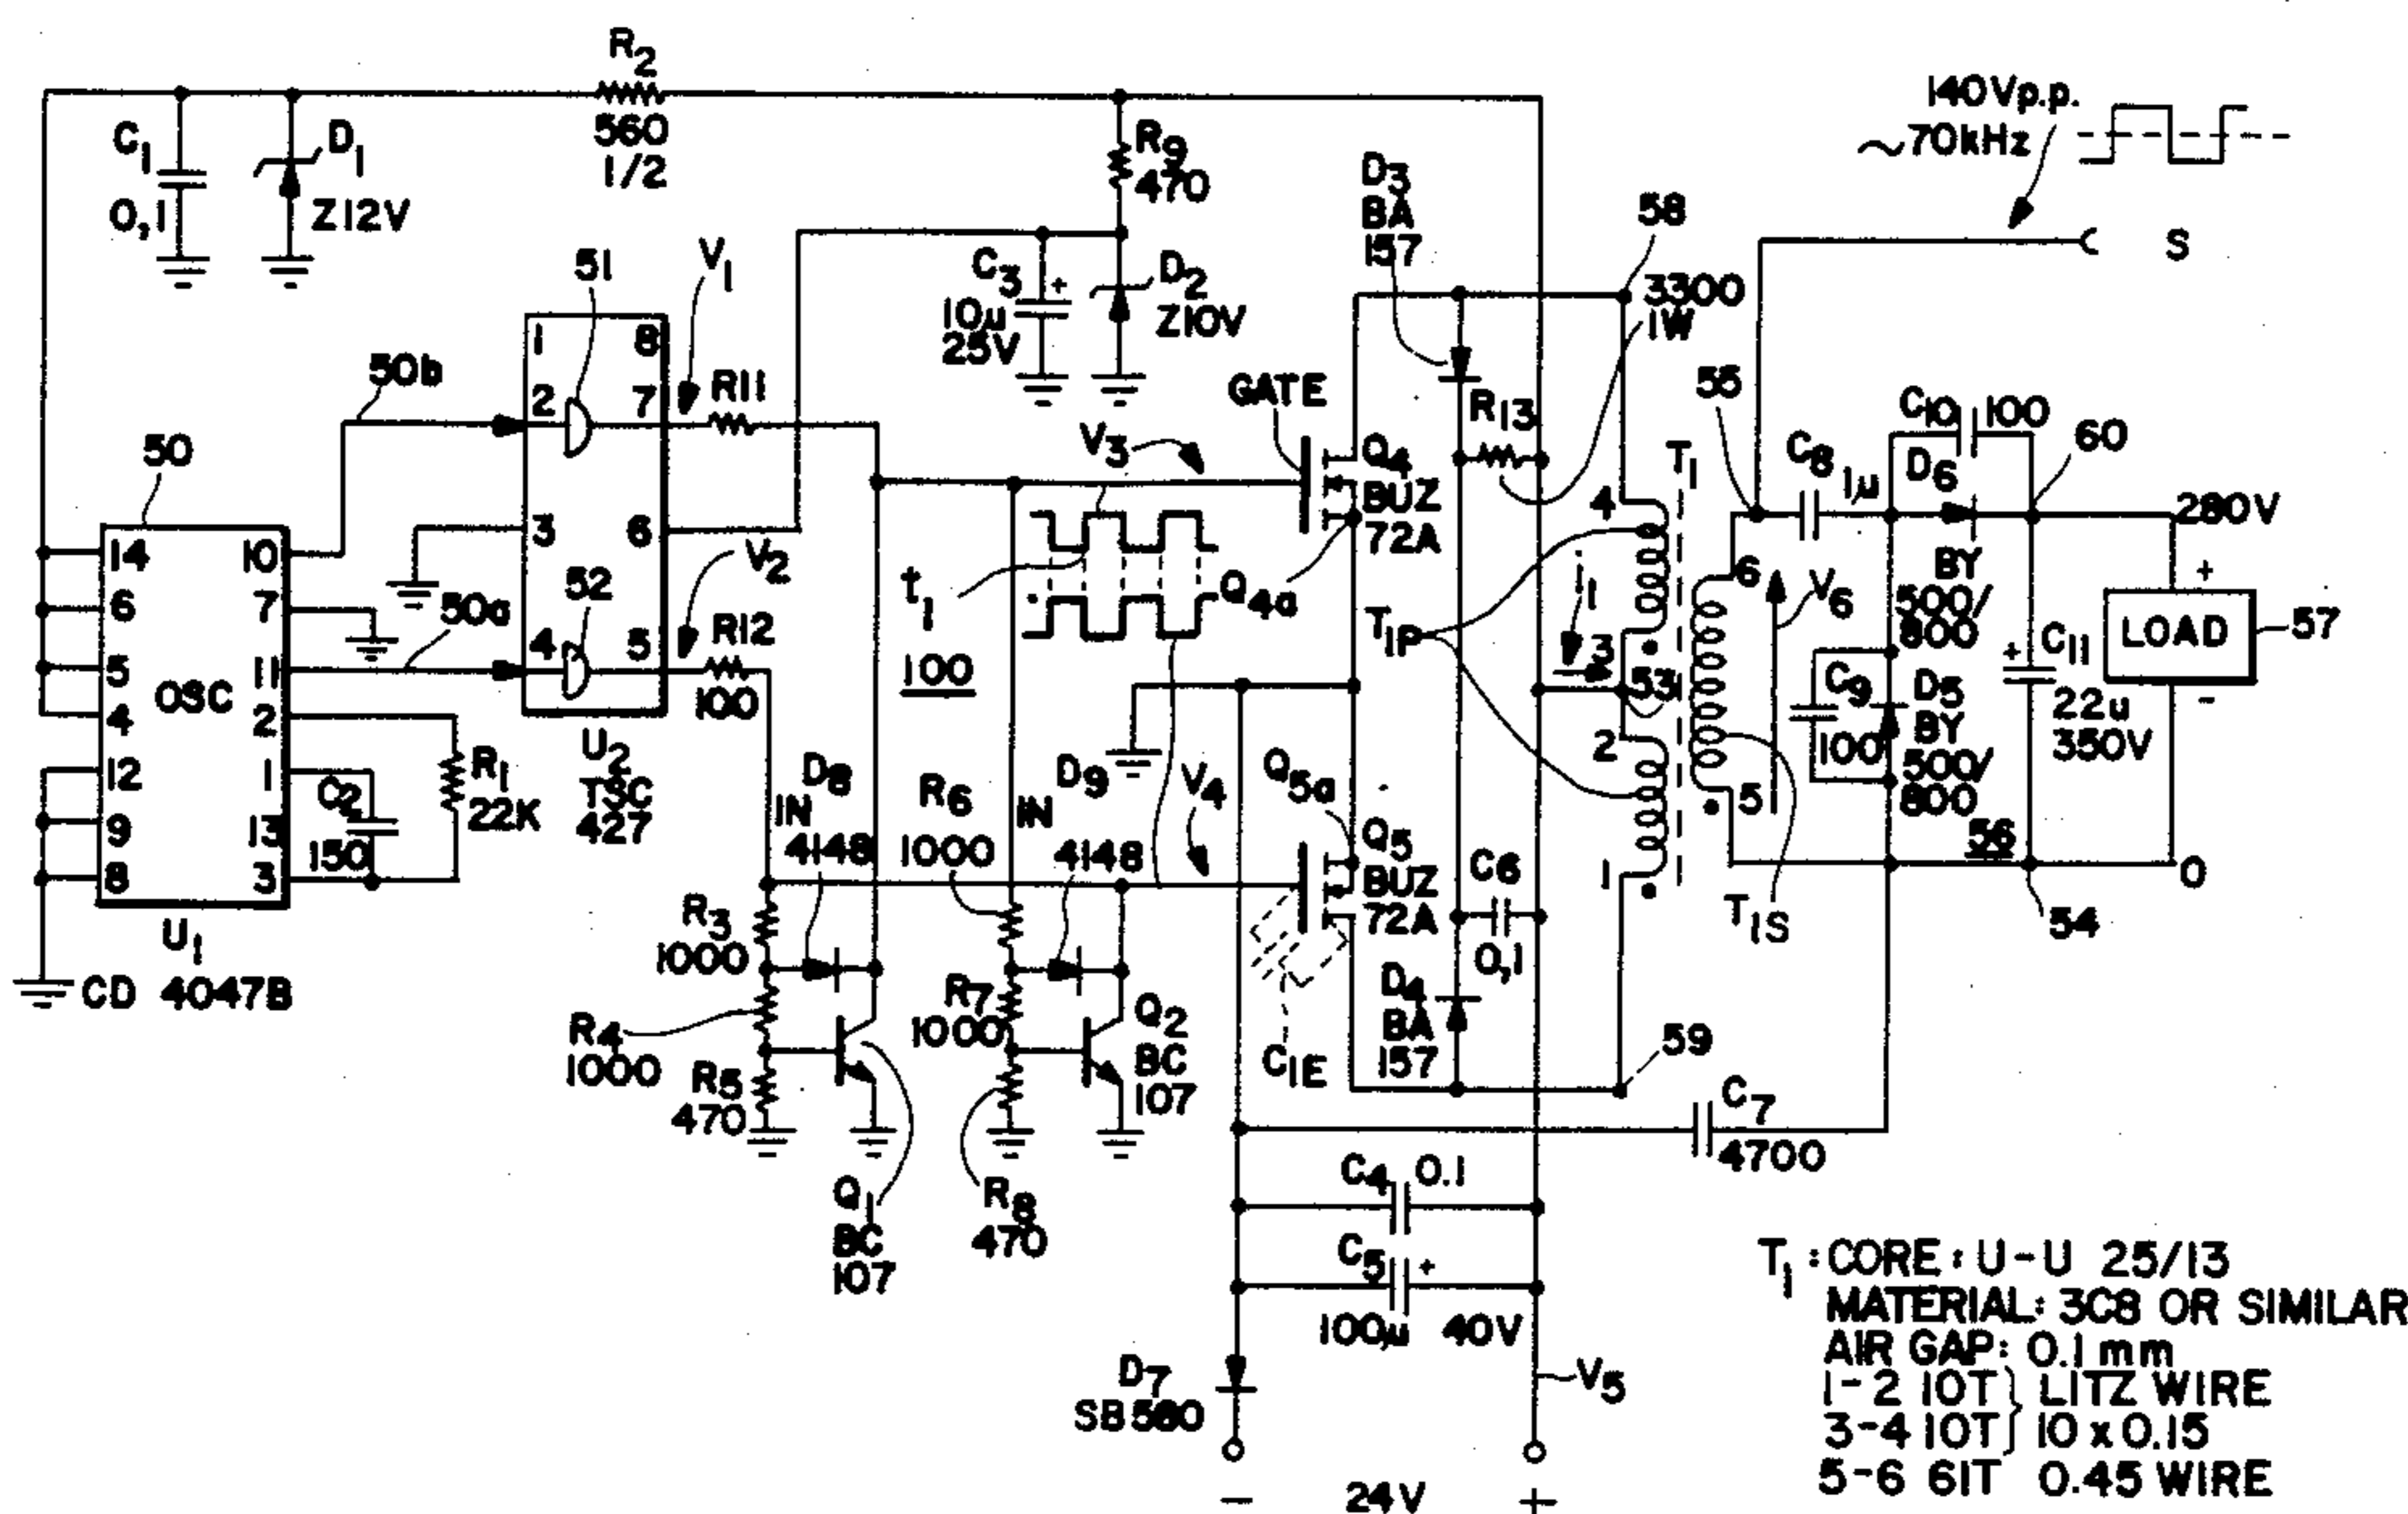 R2
560
1/2
C1
0,1
D1
Z12V
R9
470
C3
+
10µ
25V
D2
Z10V
D3
BA
157
58
3300
1W
140Vp.p.
~70kHz
S
51
V1
1
8
50b
2
7
R11
GATE
R13
55
C10
100
60
50
V3
Q4
BUZ
72A
T1
C8
1µ
D6
4
280V
14
10
3
6
V2
6
7
52
t1
Q4a
T1P
i1
6
V6
BY
500/
800
+
LOAD
57
5
OSC
11
50a
4
5
R12
100
100
3
53
C9
100
D5
BY
500/
800
C11
+
22u
350V
-
4
2
12
1
R1
22K
U2
TSC
427
D8
IN
4148
R6
1000
D9
IN
4148
V4
Q5a
Q5
BUZ
72A
2
5
56
9
C2
150
13
8
3
1
0
U1
CD 4047B
R3
1000
C6
0,1
T1S
54
R4
1000
R5
470
R7
1000
Q2
BC
107
C1E
D4
BA
157
59
C7
4700
Q1
BC
107
R8
470
C4
0.1
C5
+
100µ
40V
D7
SB560
V5
-
24V
+
T1: CORE: U-U 25/13
MATERIAL: 3C8 OR SIMILAR
AIR GAP: 0.1 mm
1-2 10T} LITZ WIRE
3-4 10T} 10 x 0.15
5-6 61T 0.45 WIRE